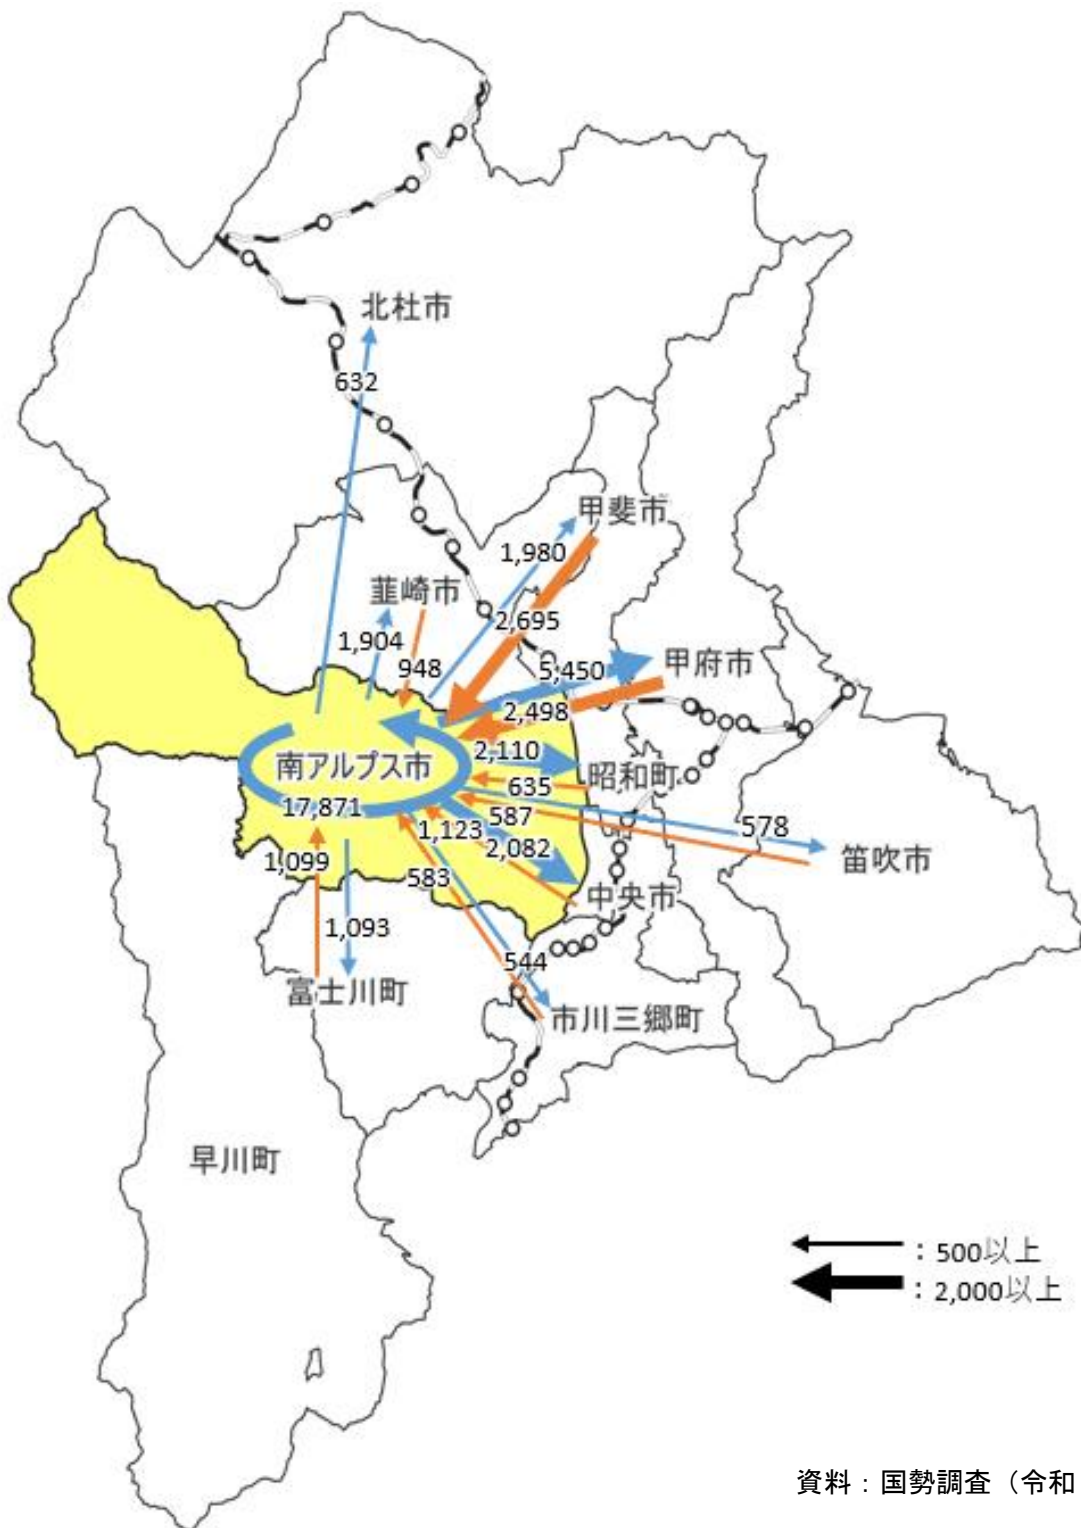 北杜市
632
甲斐市
1,980
韮崎市
2,695
1,904
948
甲府市
5,450
2,498
2,110
南アルプス市
昭和町
635
17,871
587
578
1,123
2,082
笛吹市
1,099
583
中央市
1,093
544
富士川町
市川三郷町
早川町
:500以上
:2,000以上
資料:国勢調査(令和